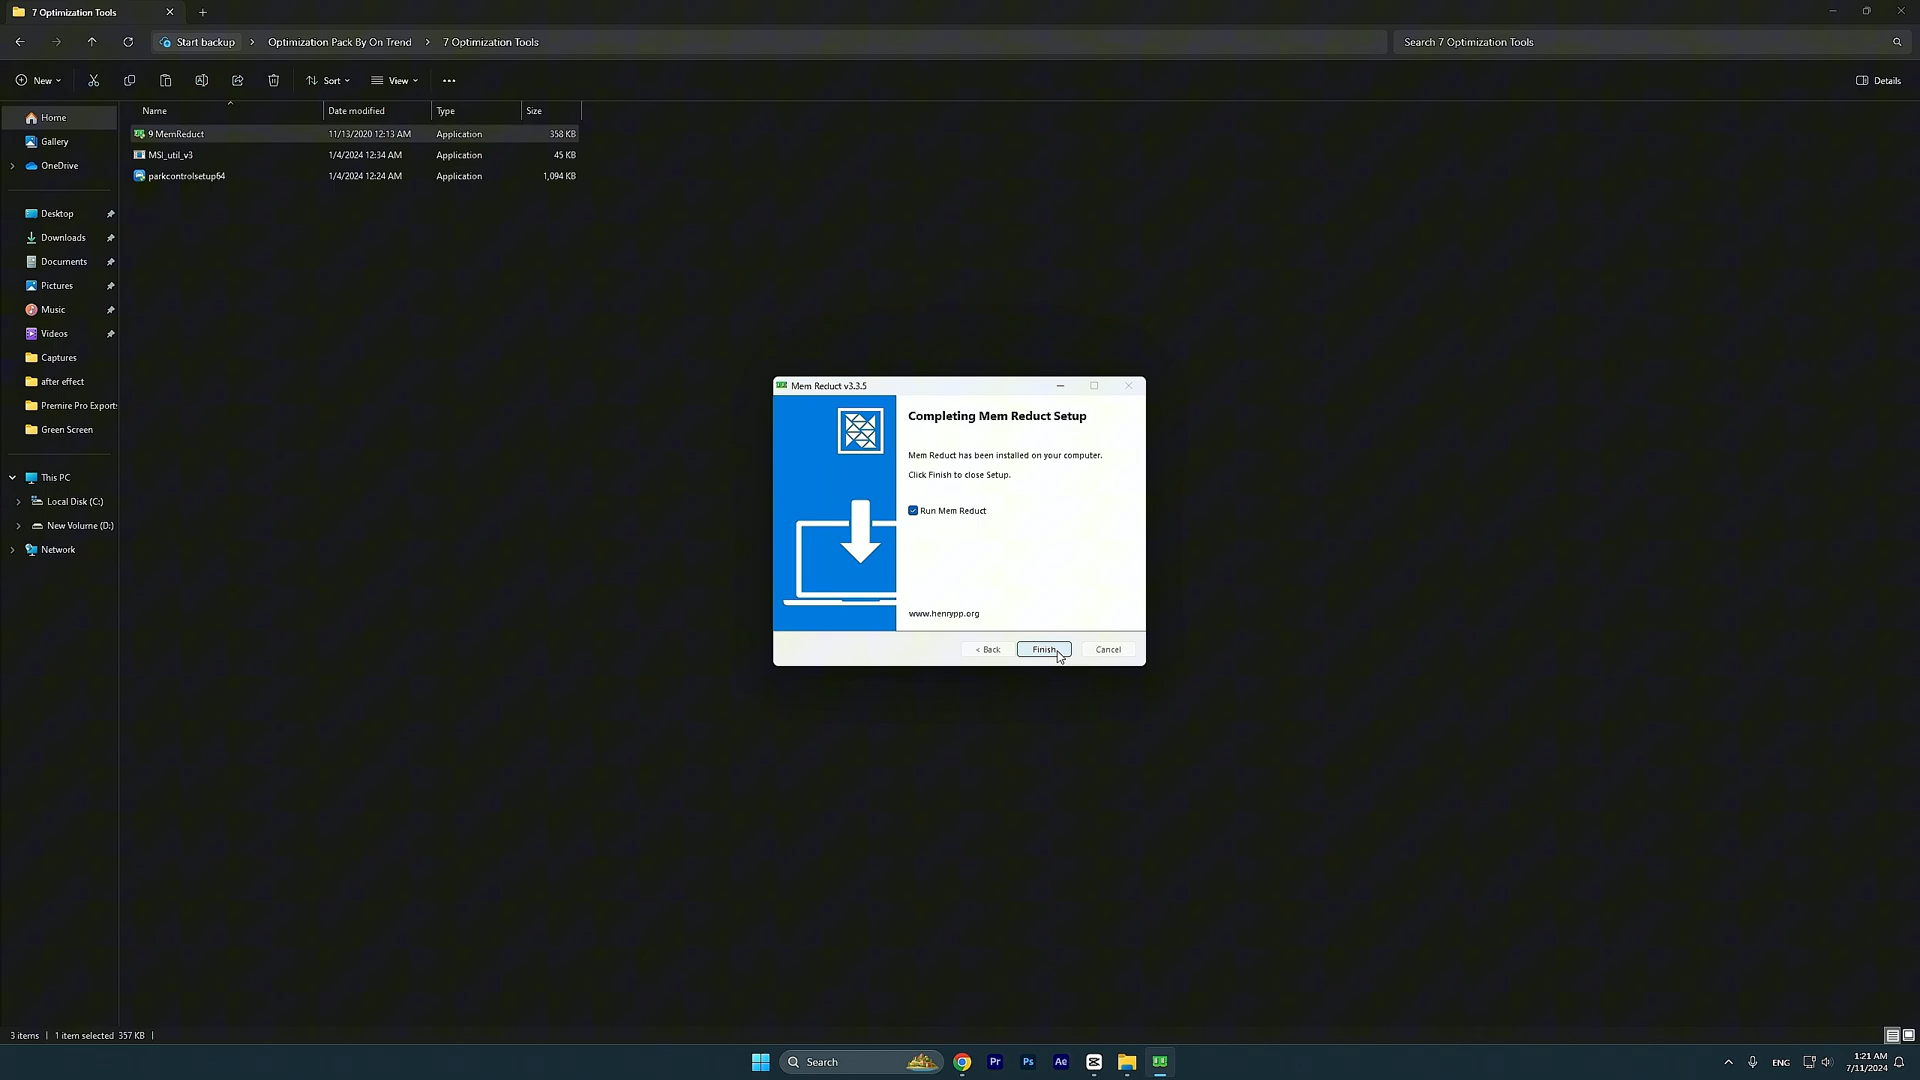 7 Optimization Tools
Start backup > Optimization Pack By On Trend > 7 Optimization Tools
Search 7 Optimization Tools
New
Sort
View
Details
Name Date modified Type Size
9 MemReduct 11/13/2020 12:13 AM Application 358 KB
MSI_util_v3 1/4/2024 12:34 AM Application 45 KB
parkcontrolsetup64 1/4/2024 12:24 AM Application 1,094 KB
Home
Gallery
OneDrive
Desktop
Downloads
Documents
Pictures
Music
Videos
Captures
after effect
Premire Pro Exports
Green Screen
This PC
Local Disk (C:)
New Volume (D:)
Network
Mem Reduct v3.3.5
Completing Mem Reduct Setup
Mem Reduct has been installed on your computer.
Click Finish to close Setup.
Run Mem Reduct
www.henrypp.org
< Back Finish Cancel
3 items 1 item selected 357 KB
Search
Pr
Ps
Ae
ENG
1:21 AM
7/11/2024